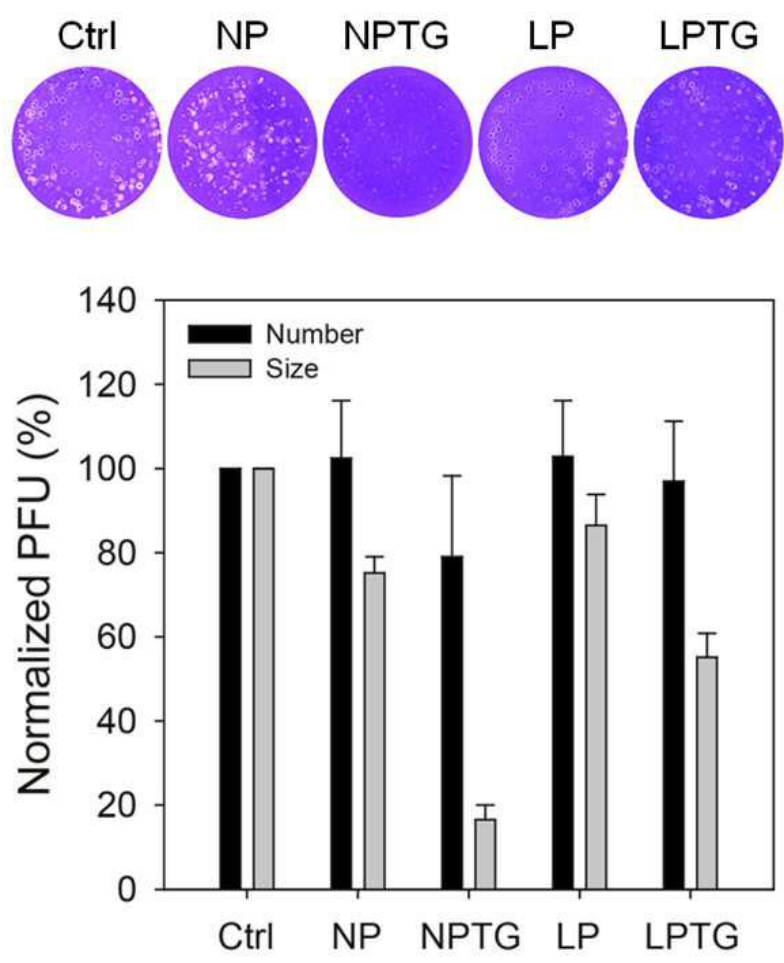 Ctrl NP NPTG LP LPTG
140
Number
Size
120
100
80
60
40
20
0
Normalized PFU (%)
Ctrl NP NPTG LP LPTG